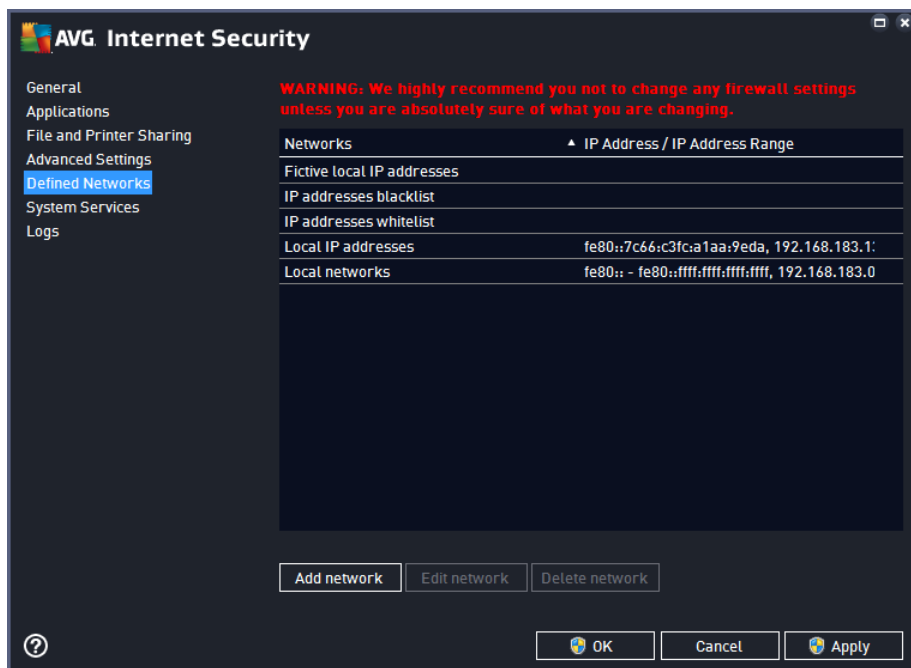 AVG. Internet Security
General
Applications
File and Printer Sharing
Advanced Settings
Defined Networks
System Services
Logs
WARNING: We highly recommend you not to change any firewall settings
unless you are absolutely sure of what you are changing.
Networks IP Address / IP Address Range
Fictive local IP addresses
IP addresses blacklist
IP addresses whitelist
Local IP addresses fe80::7c66:c3fc:a1aa:9eda, 192.168.183.1
Local networks fe80:: - fe80::ffff:ffff:ffff:ffff, 192.168.183.0
Add network Edit network Delete network
? OK Cancel Apply